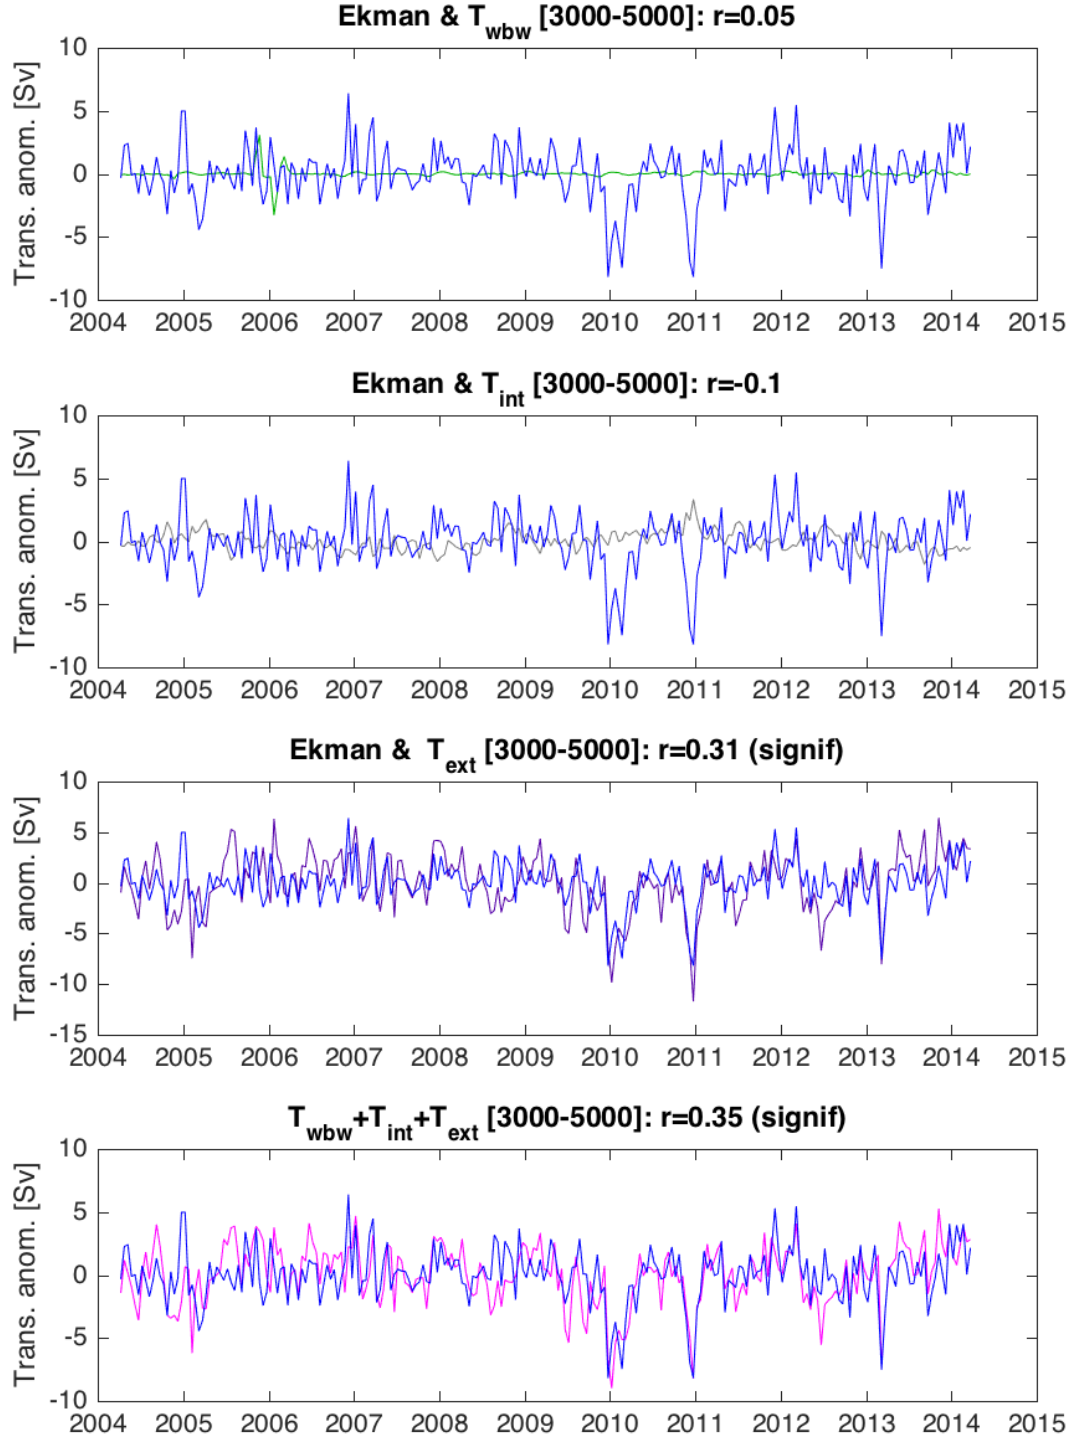 Ekman & Twbw [3000-5000]: r=0.05
Trans. anom. [Sv]
10
5
0
-5
-10
2004 2005 2006 2007 2008 2009 2010 2011 2012 2013 2014 2015
Ekman & Tint [3000-5000]: r=-0.1
Trans. anom. [Sv]
10
5
0
-5
-10
2004 2005 2006 2007 2008 2009 2010 2011 2012 2013 2014 2015
Ekman & Text [3000-5000]: r=0.31 (signif)
Trans. anom. [Sv]
10
5
0
-5
-10
-15
2004 2005 2006 2007 2008 2009 2010 2011 2012 2013 2014 2015
Twbw+Tint+Text [3000-5000]: r=0.35 (signif)
Trans. anom. [Sv]
10
5
0
-5
-10
2004 2005 2006 2007 2008 2009 2010 2011 2012 2013 2014 2015